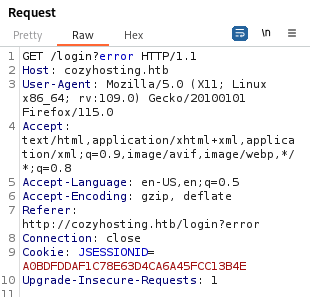 Request
Pretty Raw Hex \n
1 GET /login?error HTTP/1.1
2 Host: cozyhosting.htb
3 User-Agent: Mozilla/5.0 (X11; Linux
x86_64; rv:109.0) Gecko/20100101
Firefox/115.0
4 Accept:
text/html,application/xhtml+xml,applica
tion/xml;q=0.9,image/avif,image/webp,*/
*;q=0.8
5 Accept-Language: en-US,en;q=0.5
6 Accept-Encoding: gzip, deflate
7 Referer:
http://cozyhosting.htb/login?error
8 Connection: close
9 Cookie: JSESSIONID=
A0BDFDDAF1C78E63D4CA6A45FCC13B4E
10 Upgrade-Insecure-Requests: 1
11